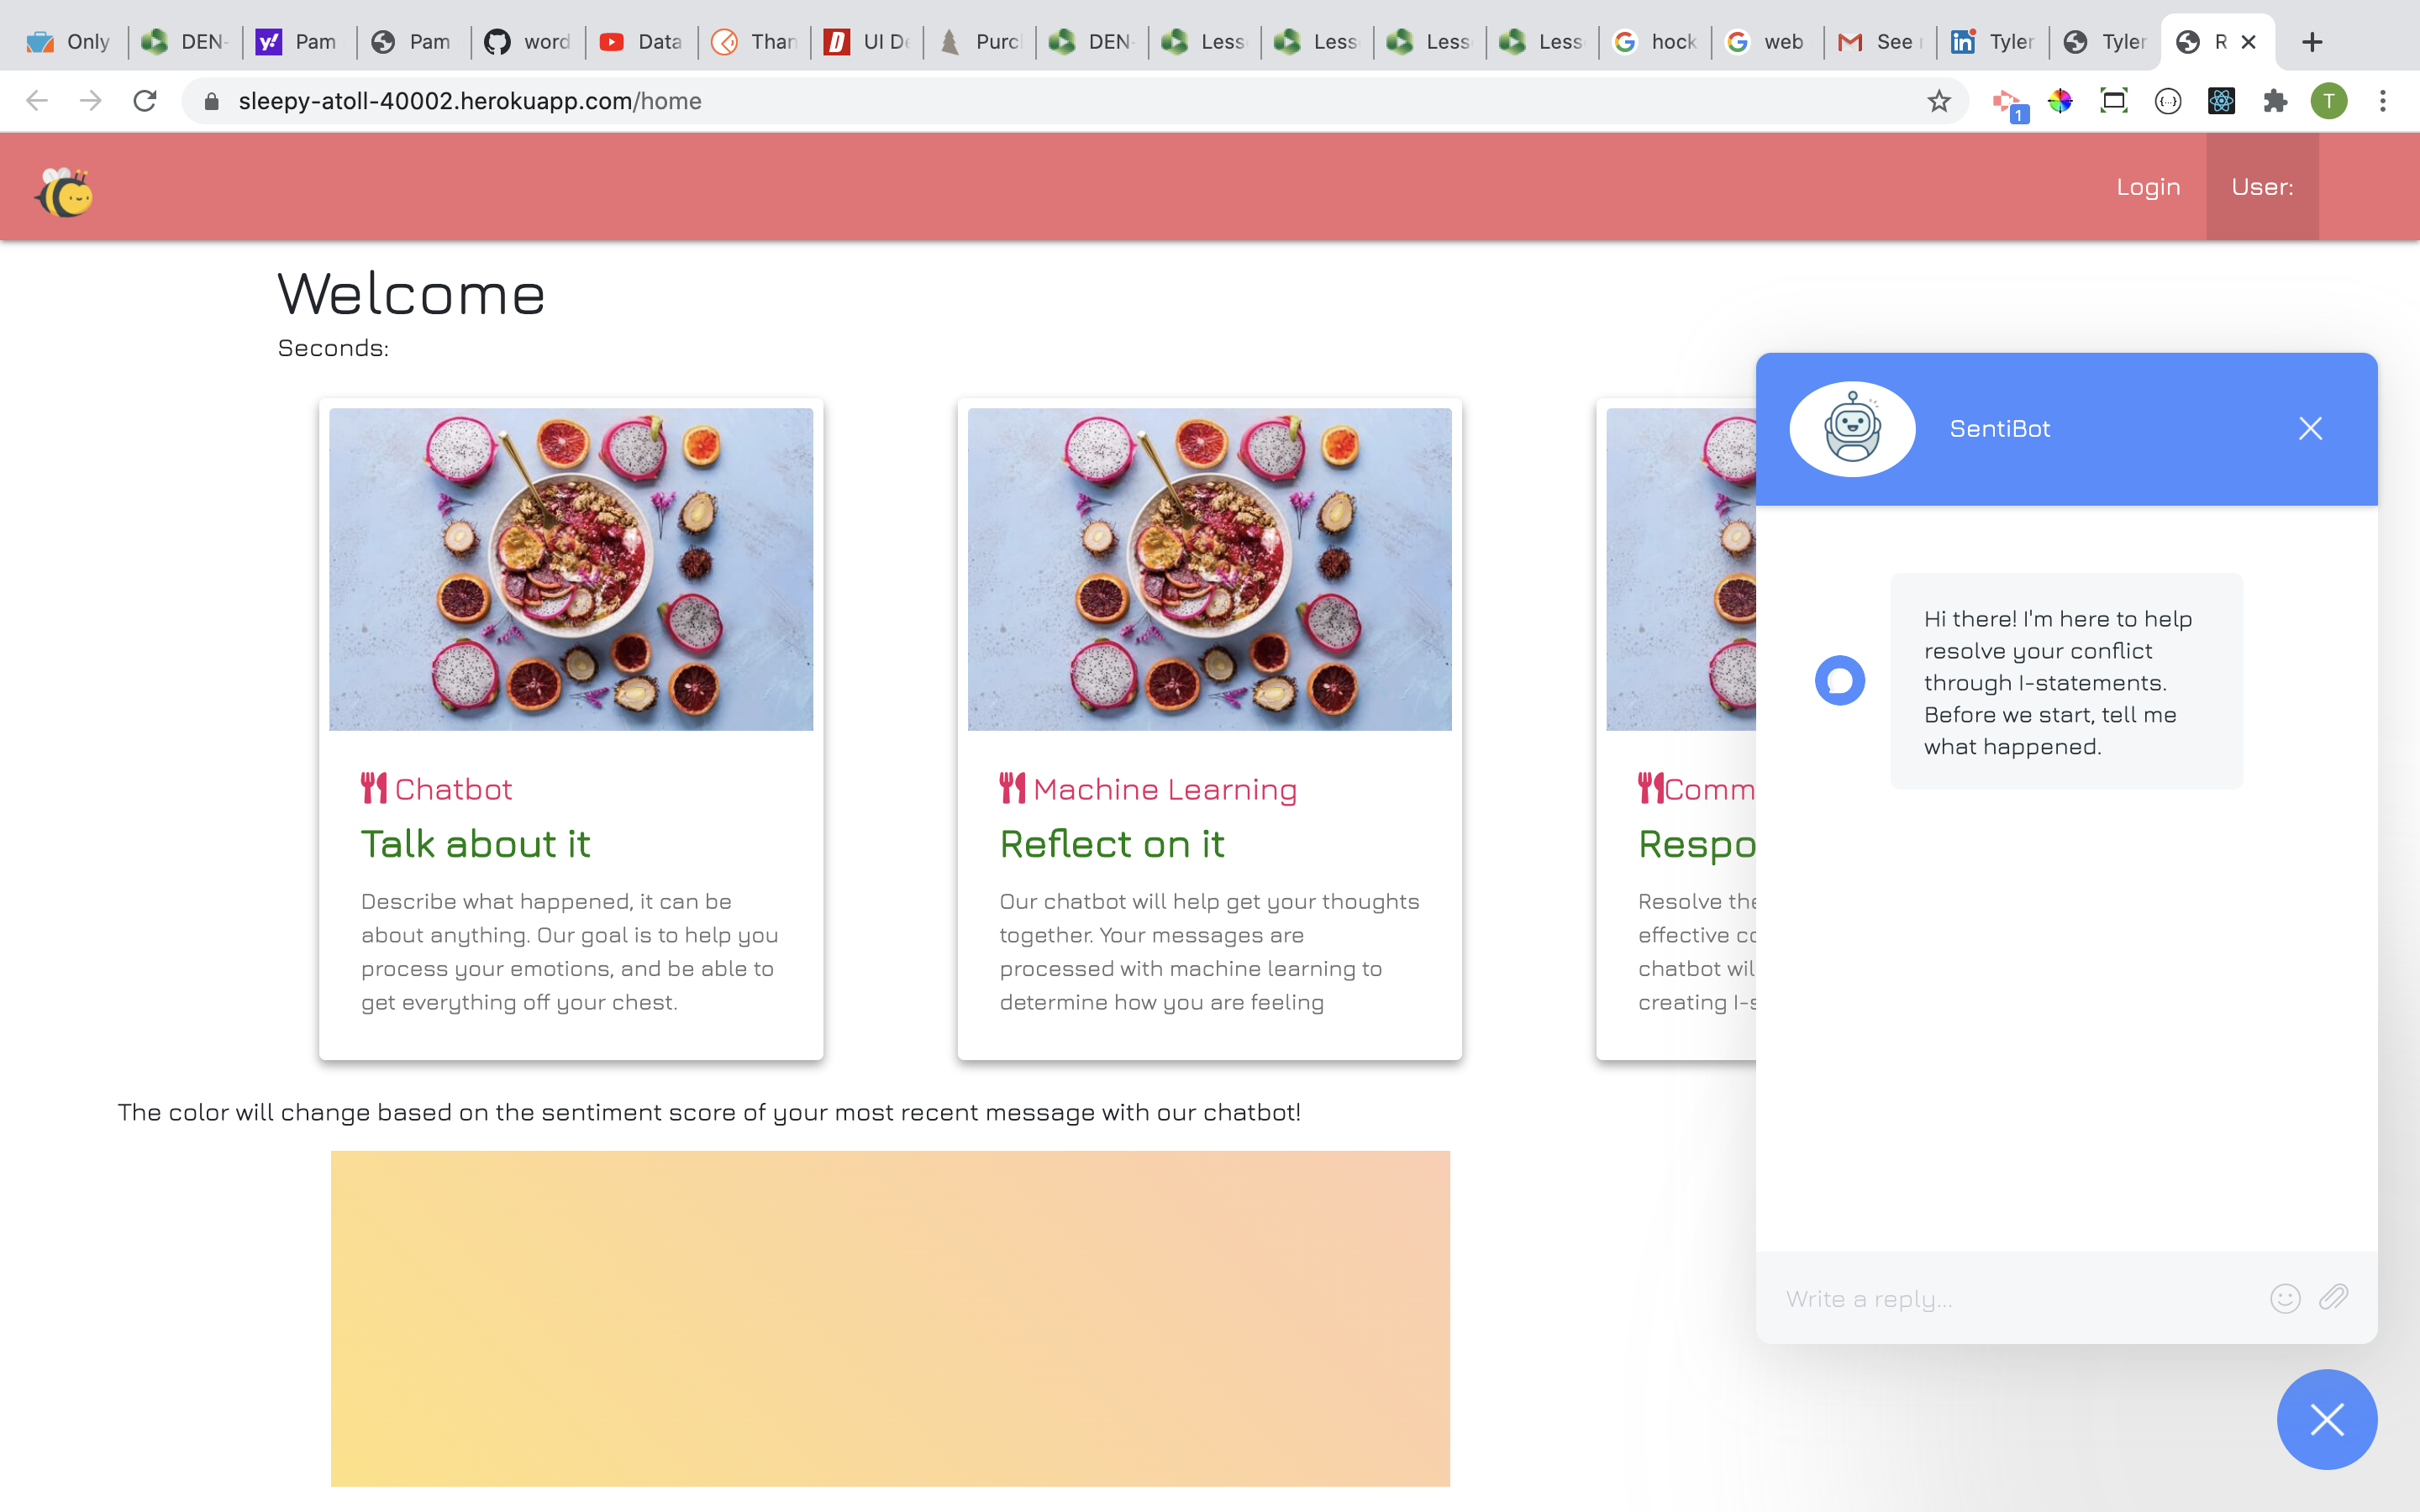 Only
DEN-
Pam
Pam
word
Data
Than
UI De
Purc
DEN-
Less
Less
Less
Less
hock
web
See
Tyler
Tyler
R
sleepy-atoll-40002.herokuapp.com/home
1
T
Login
User:
Welcome
Seconds:
Chatbot
Talk about it
Describe what happened, it can be
about anything. Our goal is to help you
process your emotions, and be able to
get everything off your chest.
Machine Learning
Reflect on it
Our chatbot will help get your thoughts
together. Your messages are
processed with machine learning to
determine how you are feeling
Comm
Respo
Resolve the
effective co
chatbot wil
creating I-s
SentiBot
Hi there! I'm here to help
resolve your conflict
through I-statements.
Before we start, tell me
what happened.
Write a reply...
The color will change based on the sentiment score of your most recent message with our chatbot!